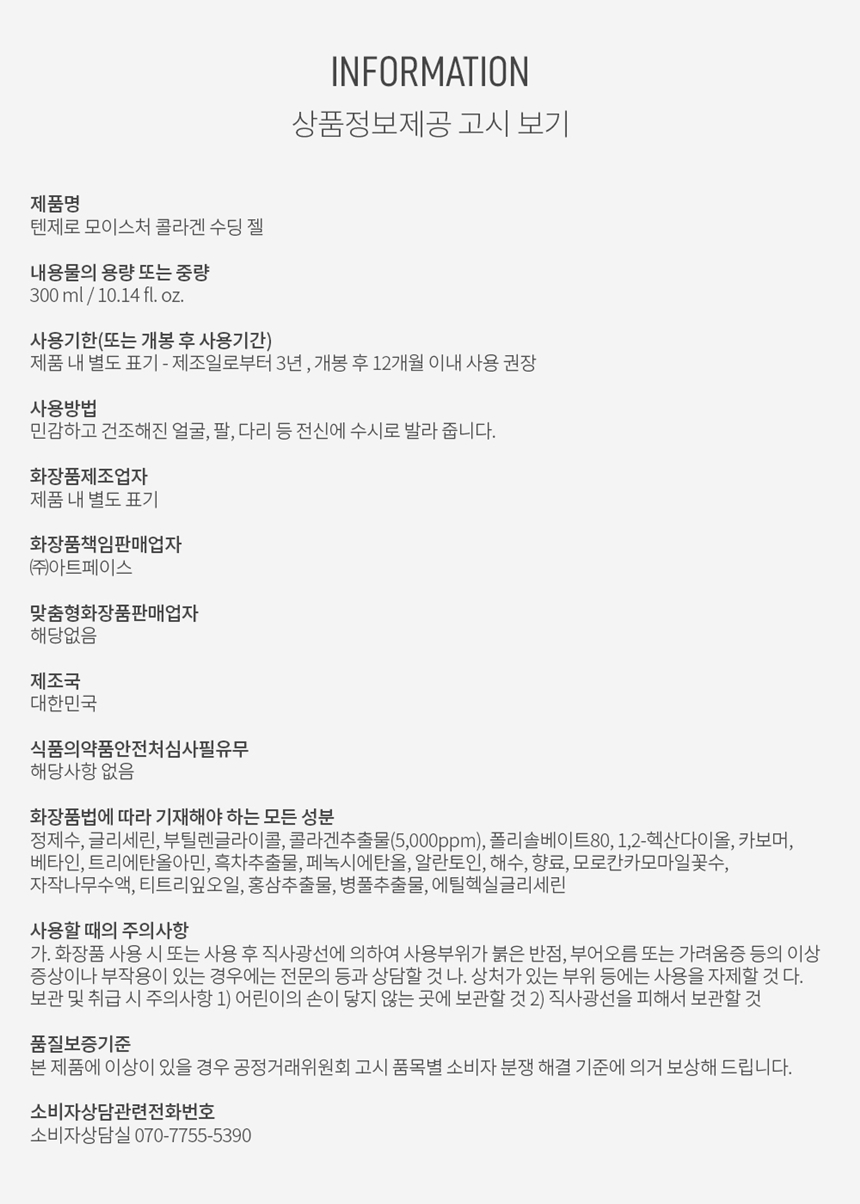 INFORMATION
상품정보제공 고시 보기
제품명
텐제로 모이스처 콜라겐 수딩 젤
내용물의 용량 또는 중량
300 ml / 10.14 fl. oz.
사용기한(또는 개봉 후 사용기간)
제품 내 별도 표기 - 제조일로부터 3년 , 개봉 후 12개월 이내 사용 권장
사용방법
민감하고 건조해진 얼굴, 팔, 다리 등 전신에 수시로 발라 줍니다.
화장품제조업자
제품 내 별도 표기
화장품책임판매업자
㈜아트페이스
맞춤형화장품판매업자
해당없음
제조국
대한민국
식품의약품안전처심사필유무
해당사항 없음
화장품법에 따라 기재해야 하는 모든 성분
정제수, 글리세린, 부틸렌글라이콜, 콜라겐추출물(5,000ppm), 폴리솔베이트80, 1,2-헥산다이올, 카보머,
베타인, 트리에탄올아민, 흑차추출물, 페녹시에탄올, 알란토인, 해수, 향료, 모로칸카모마일꽃수,
자작나무수액, 티트리잎오일, 홍삼추출물, 병풀추출물, 에틸헥실글리세린
사용할 때의 주의사항
가. 화장품 사용 시 또는 사용 후 직사광선에 의하여 사용부위가 붉은 반점, 부어오름 또는 가려움증 등의 이상
증상이나 부작용이 있는 경우에는 전문의 등과 상담할 것 나. 상처가 있는 부위 등에는 사용을 자제할 것 다.
보관 및 취급 시 주의사항 1) 어린이의 손이 닿지 않는 곳에 보관할 것 2) 직사광선을 피해서 보관할 것
품질보증기준
본 제품에 이상이 있을 경우 공정거래위원회 고시 품목별 소비자 분쟁 해결 기준에 의거 보상해 드립니다.
소비자상담관련전화번호
소비자상담실 070-7755-5390